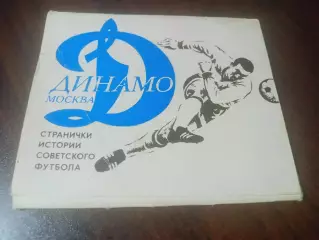 Д
ДИНАМО
МОСКВА
СТРАНИЧКИ
ИСТОРИИ
СОВЕТСКОГО
ФУТБОЛА